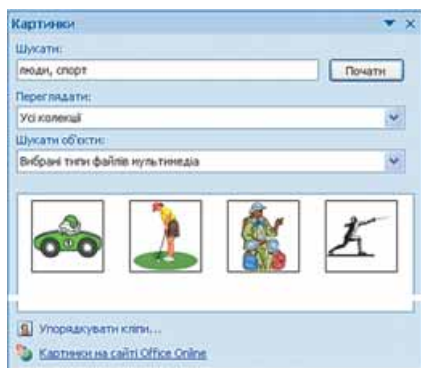 Картинки
Шукати:
люди, спорт
Почати
Переглядати:
Усі колекції
Шукати об'єкти:
Вибрані типи файлів мультимедіа
Упорядкувати кліпи...
Картинки на сайті Office Online